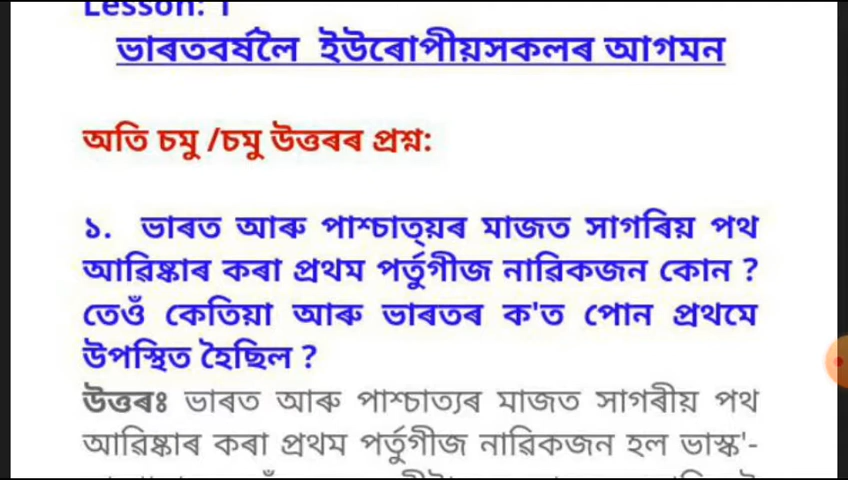 Lesson: 1
ভাৰতবৰ্ষলৈ ইউৰোপীয়সকলৰ আগমন
অতি চমু /চমু উত্তৰৰ প্ৰশ্ন:
১. ভাৰত আৰু পাশ্চাত্য়ৰ মাজত সাগৰিয় পথ
আৱিষ্কাৰ কৰা প্ৰথম পৰ্তুগীজ নাৱিকজন কোন ?
তেওঁ কেতিয়া আৰু ভাৰতৰ ক'ত পোন প্ৰথমে
উপস্থিত হৈছিল ?
উত্তৰঃ ভাৰত আৰু পাশ্চাত্যৰ মাজত সাগৰীয় পথ
আৱিষ্কাৰ কৰা প্ৰথম পৰ্তুগীজ নাৱিকজন হল ভাস্ক'-